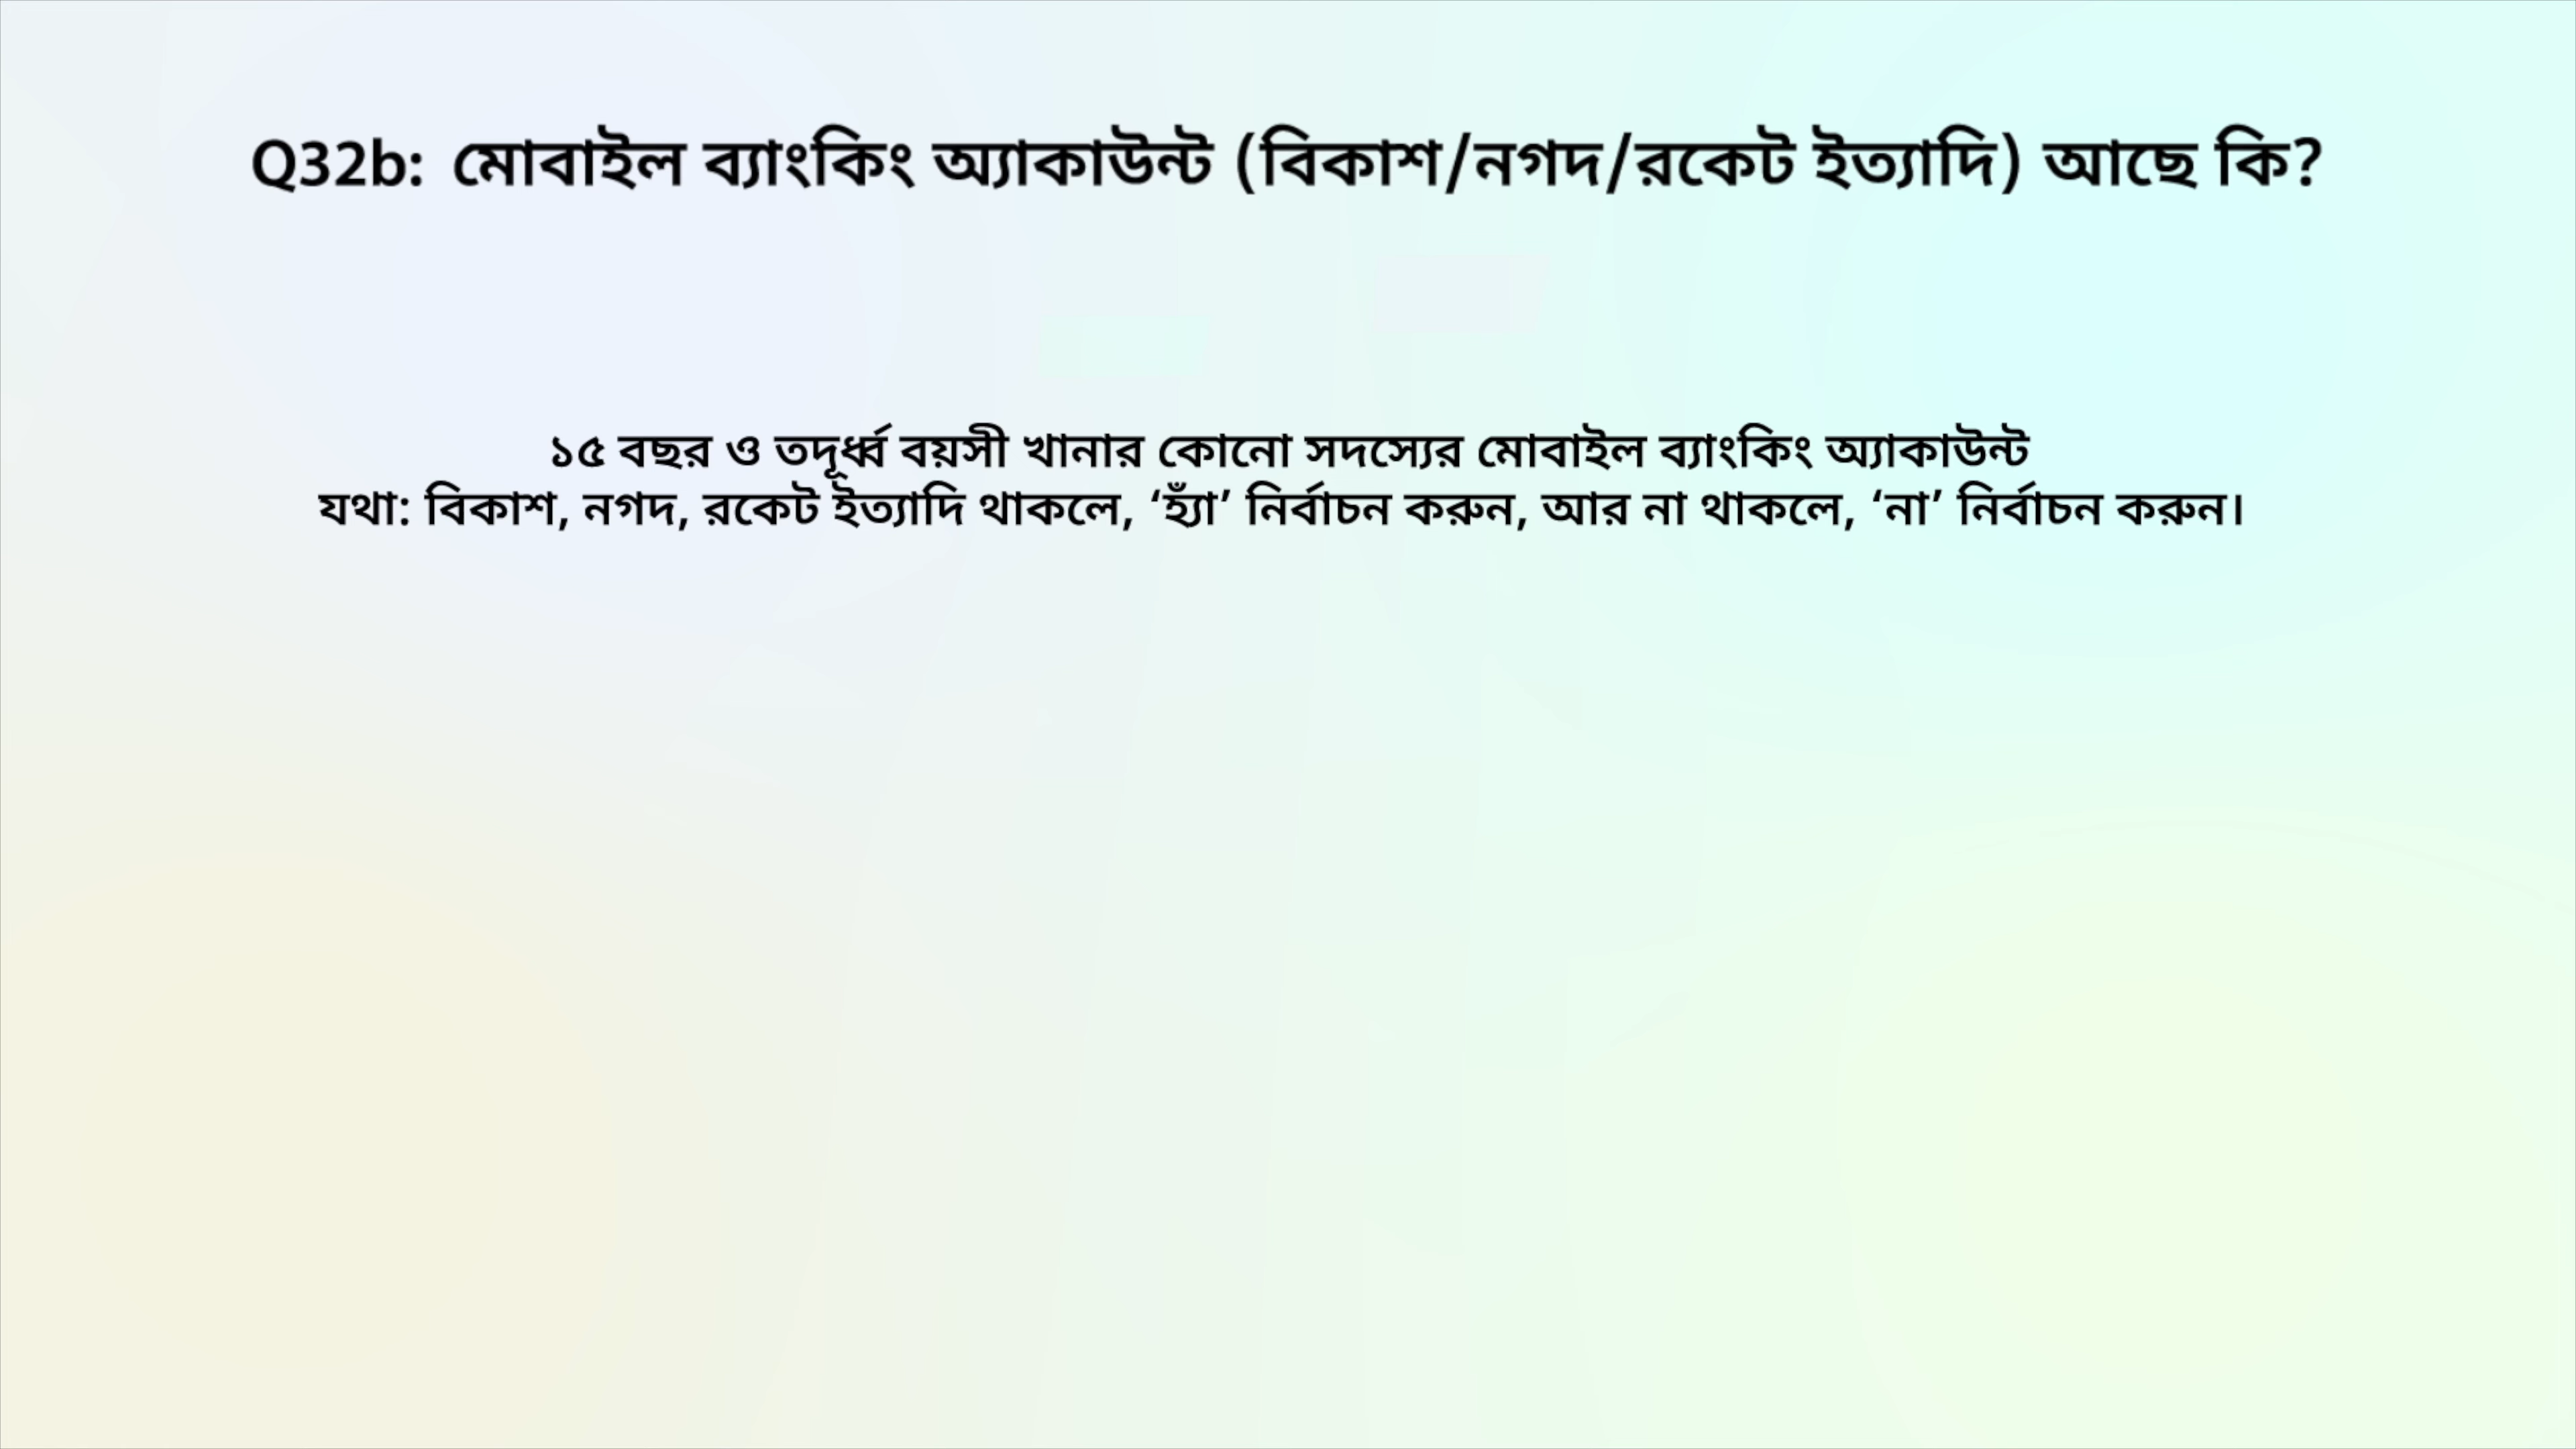 Q32b: মোবাইল ব্যাংকিং অ্যাকাউন্ট (বিকাশ/নগদ/রকেট ইত্যাদি) আছে কি?
১৫ বছর ও তদূর্ধ্ব বয়সী খানার কোনো সদস্যের মোবাইল ব্যাংকিং অ্যাকাউন্ট
যথা: বিকাশ, নগদ, রকেট ইত্যাদি থাকলে, ‘হ্যাঁ’ নির্বাচন করুন, আর না থাকলে, ‘না’ নির্বাচন করুন।